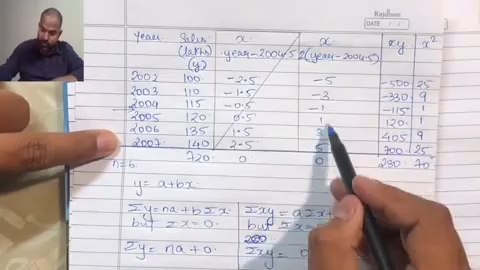 Rajdhani
DATE / /
Year Sales (lakhs) (y) x year-2004.5 x 2(year-2004.5) xy x²
2002 100 -2.5 -5 -500 25
2003 110 -1.5 -3 -330 9
2004 115 -0.5 -1 -115 1
2005 120 0.5 1 120 1
2006 135 1.5 3 405 9
2007 140 2.5 5 700 25
n=6 720 0 0 280 70
y = a+bx
Σy = na + bΣx Σxy = aΣx+
but Σx = 0 but Σx =
Σy = na + 0 Σxy = 0